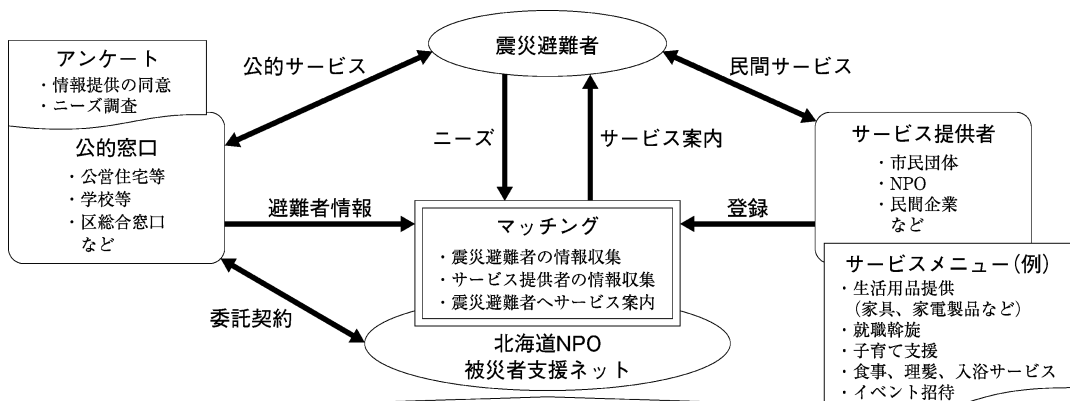 震災避難者
アンケート
・情報提供の同意
・ニーズ調査
公的サービス
民間サービス
公的窓口
・公営住宅等
・学校等
・区総合窓口
など
ニーズ
サービス案内
サービス提供者
・市民団体
・NPO
・民間企業
など
避難者情報
登録
マッチング
・震災避難者の情報収集
・サービス提供者の情報収集
・震災避難者へサービス案内
委託契約
北海道NPO
被災者支援ネット
サービスメニュー(例)
・生活用品提供
(家具、家電製品など)
・就職斡旋
・子育て支援
・食事、理髪、入浴サービス
・イベント招待